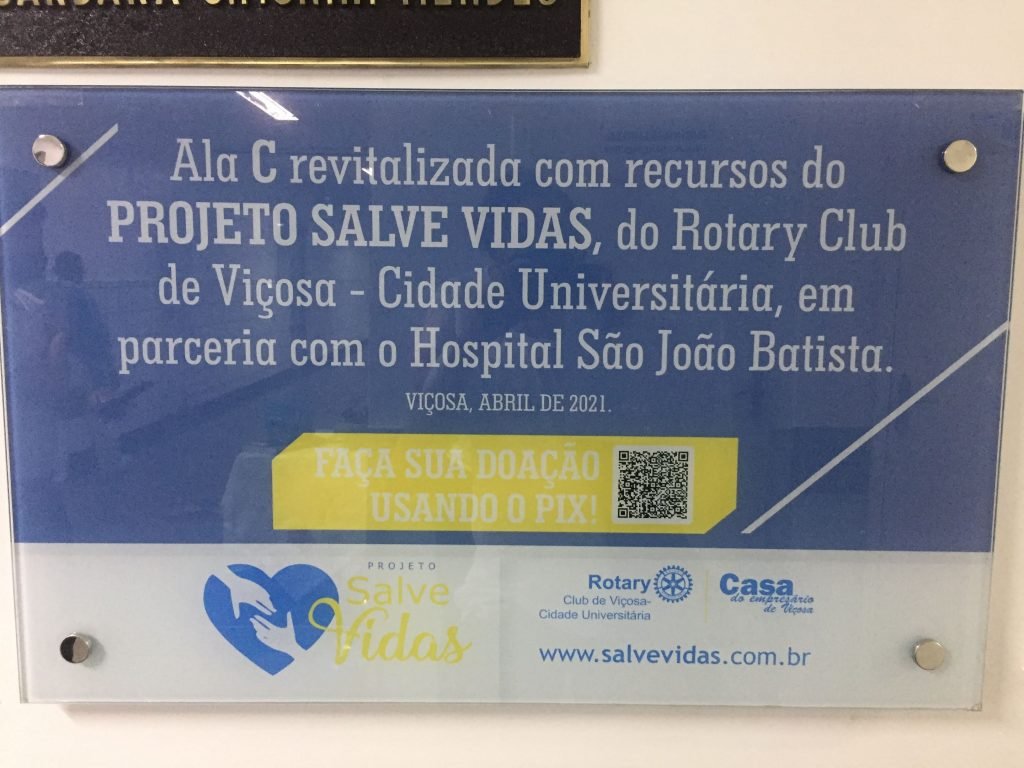 Ala C revitalizada com recursos do
PROJETO SALVE VIDAS, do Rotary Club
de Viçosa - Cidade Universitária, em
parceria com o Hospital São João Batista.
VIÇOSA, ABRIL DE 2021.
FAÇA SUA DOAÇÃO
USANDO O PIX!
PROJETO
Salve
Vidas
Rotary
Club de Viçosa-
Cidade Universitária
Casa
do empresário
de Viçosa
www.salvevidas.com.br